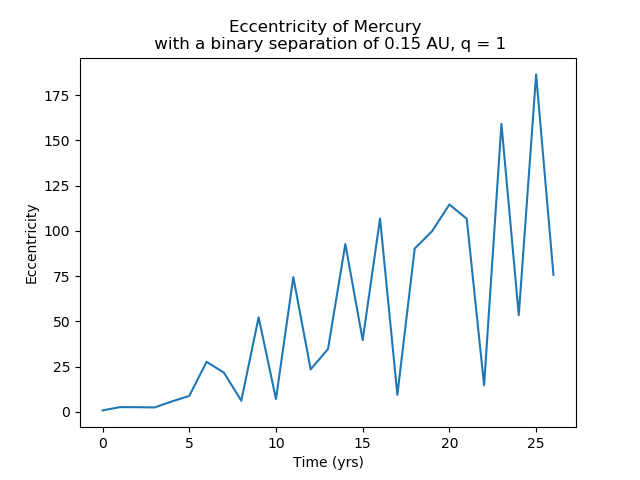 Eccentricity of Mercury
with a binary separation of 0.15 AU, q = 1
Eccentricity
175
150
125
100
75
50
25
0
0 5 10 15 20 25
Time (yrs)